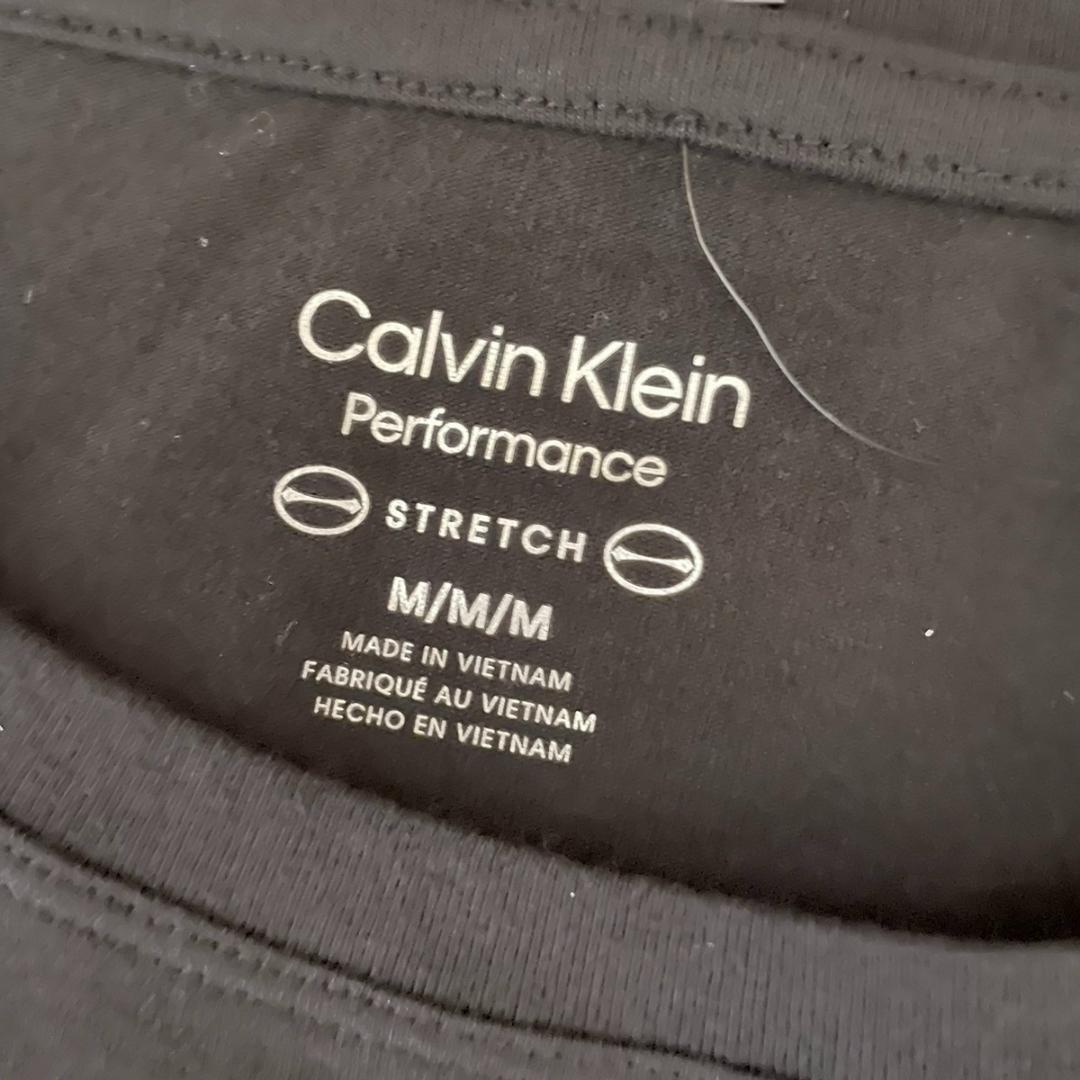 Calvin Klein
Performance
STRETCH
M/M/M
MADE IN VIETNAM
FABRIQUÉ AU VIETNAM
HECHO EN VIETNAM